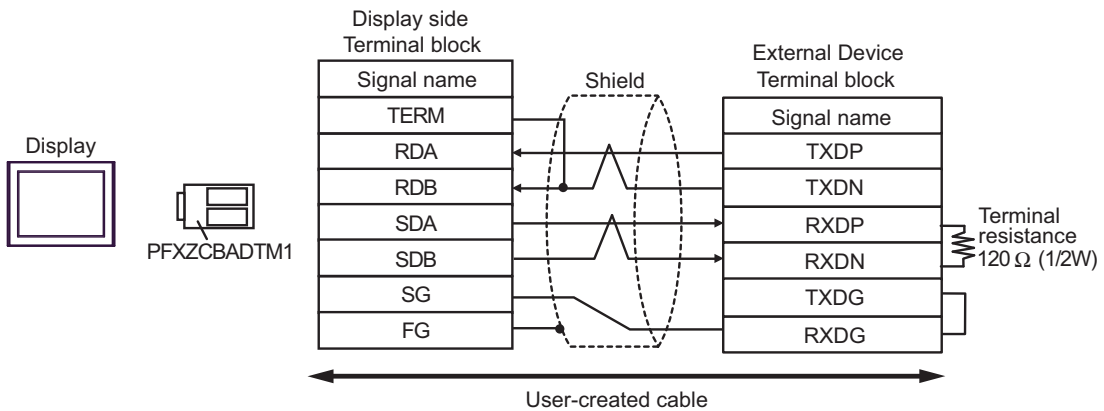 Display side
Terminal block
Signal name
TERM
RDA
RDB
SDA
SDB
SG
FG
Shield
External Device
Terminal block
Signal name
TXDP
TXDN
RXDP
RXDN
TXDG
RXDG
Display
PFXZCBADTM1
Terminal
resistance
120 Ω (1/2W)
User-created cable